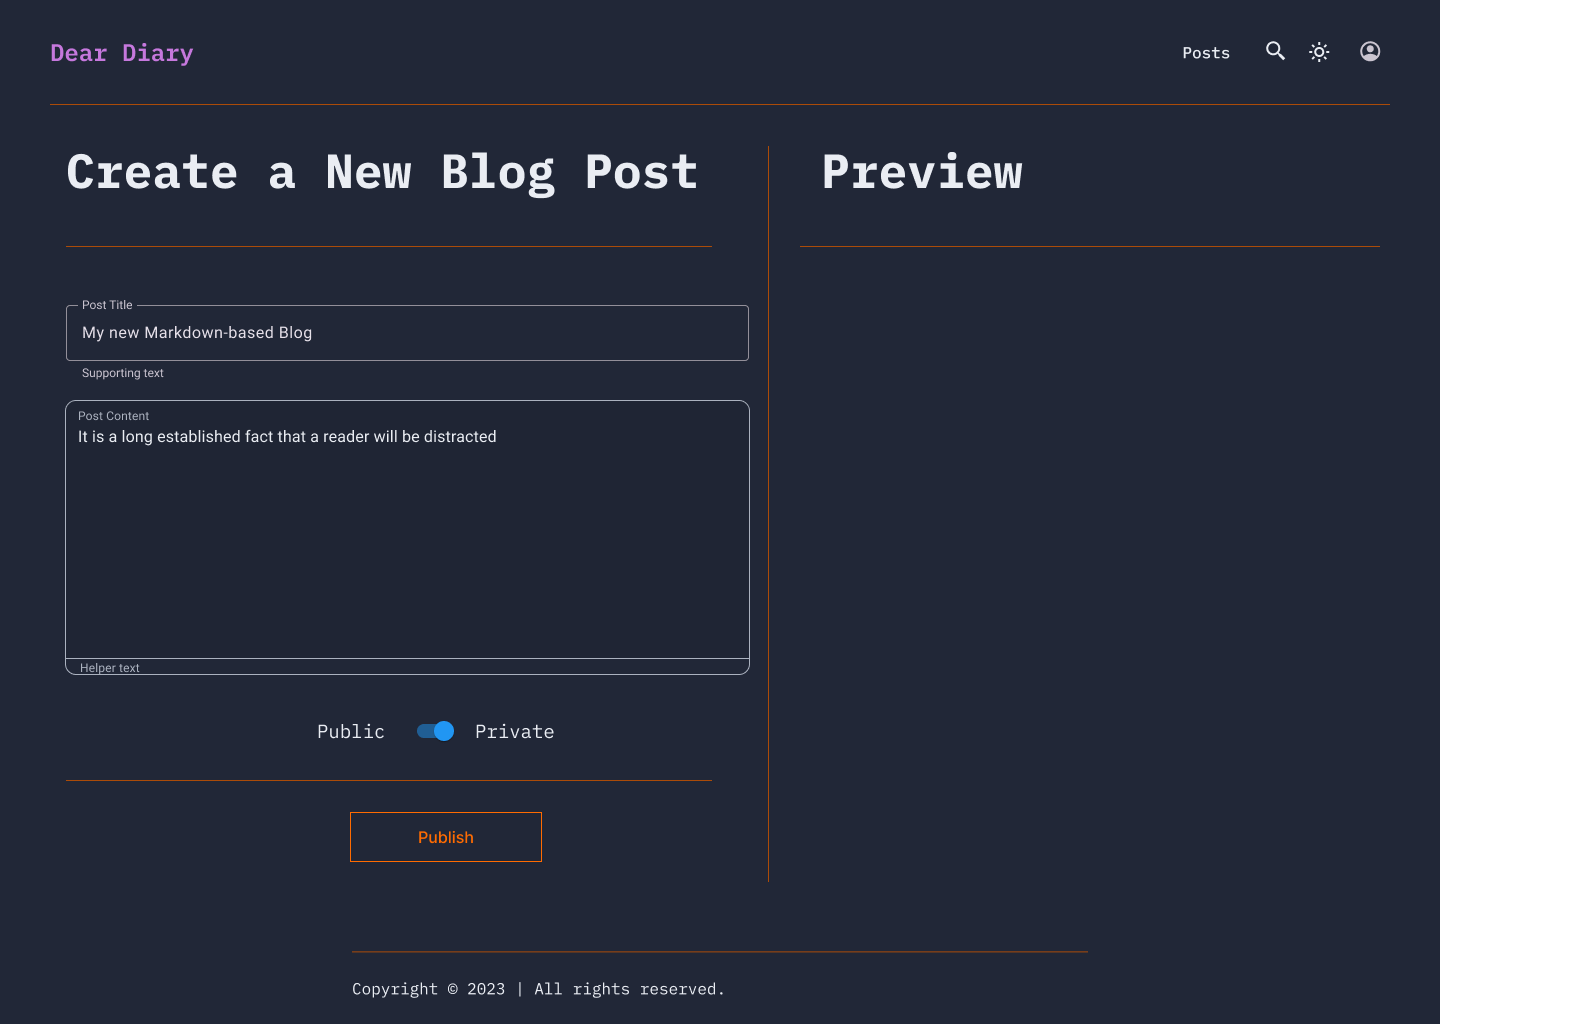 Dear Diary
Posts
Create a New Blog Post
Preview
Post Title
My new Markdown-based Blog
Supporting text
Post Content
It is a long established fact that a reader will be distracted
Helper text
Public Private
Publish
Copyright © 2023 | All rights reserved.